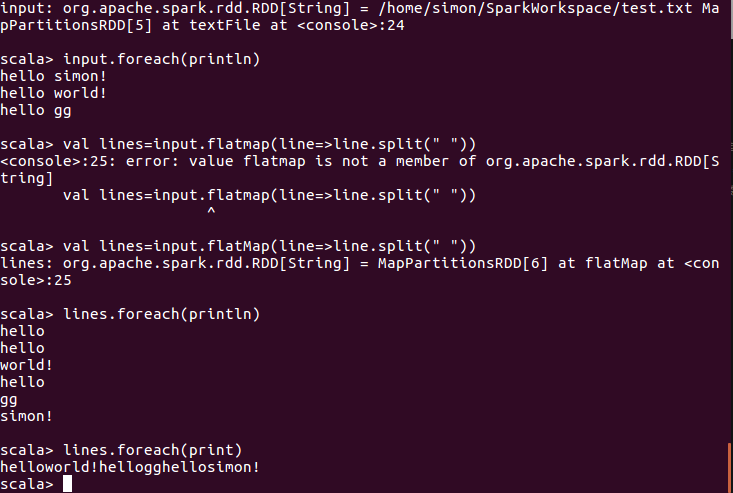 input: org.apache.spark.rdd.RDD[String] = /home/simon/SparkWorkspace/test.txt Ma
pPartitionsRDD[5] at textFile at <console>:24
scala> input.foreach(println)
hello simon!
hello world!
hello gg
scala> val lines=input.flatmap(line=>line.split(" "))
<console>:25: error: value flatmap is not a member of org.apache.spark.rdd.RDD[S
tring]
       val lines=input.flatmap(line=>line.split(" "))
                       ^
scala> val lines=input.flatMap(line=>line.split(" "))
lines: org.apache.spark.rdd.RDD[String] = MapPartitionsRDD[6] at flatMap at <con
sole>:25
scala> lines.foreach(println)
hello
hello
world!
hello
gg
simon!
scala> lines.foreach(print)
helloworld!hellogghellosimon!
scala>